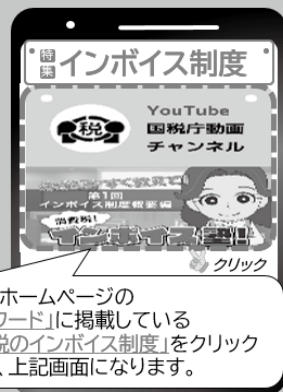 特集 インボイス制度
YouTube
国税庁動画
チャンネル
税
第1回
インボイス制度概要編
消費税!
インボイス塾!
クリック
ホームページの
ワード」に掲載している
税のインボイス制度」をクリック
、上記画面になります。